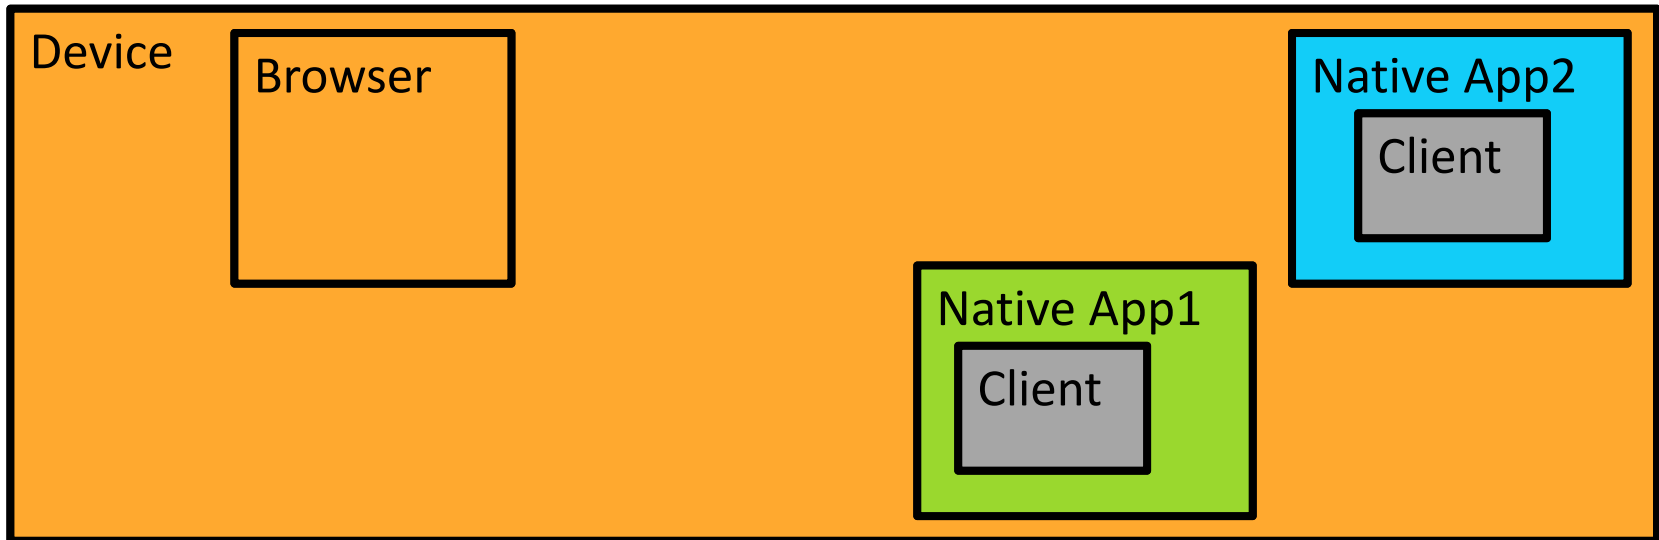 Device
Browser
Native App2
Client
Native App1
Client